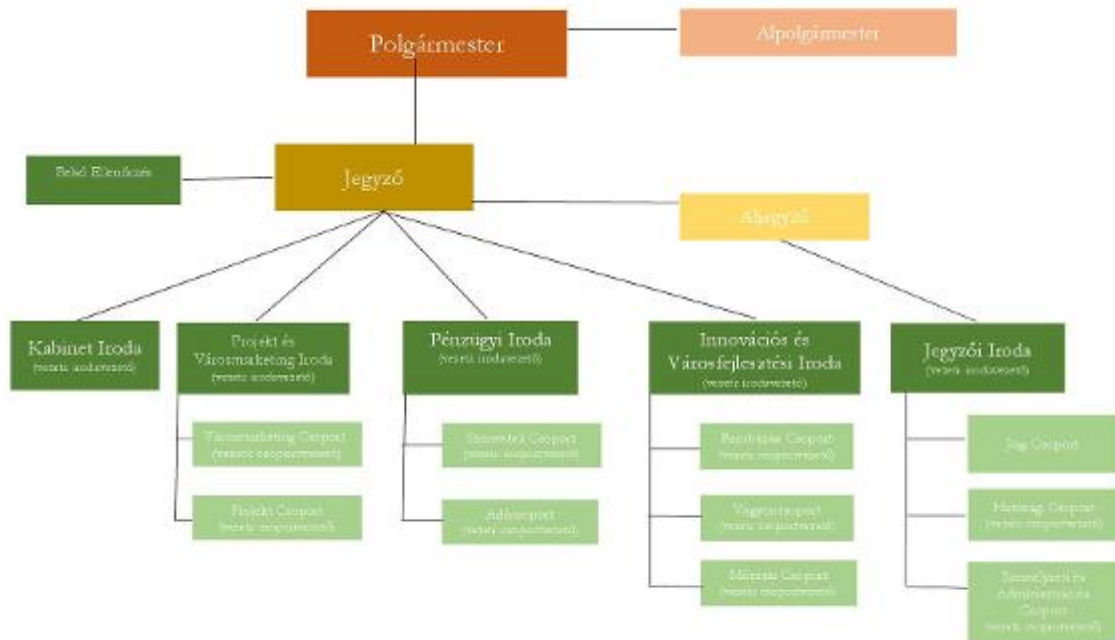 Polgármester
Alpolgármester
Jegyző
Belső Ellenőrzés
Aljegyző
Kabinet Iroda
(vezeti: irodavezető)
Projekt és
Városmarketing Iroda
(vezeti: irodavezető)
Pénzügyi Iroda
(vezeti: irodavezető)
Innovációs és
Városfejlesztési Iroda
(vezeti: irodavezető)
Jegyzői Iroda
(vezeti: irodavezető)
Városmarketing Csoport
(vezeti: csoportvezető)
Projekt Csoport
(vezeti: csoportvezető)
Csoport
(vezeti: csoportvezető)
Adócsoport
(vezeti: csoportvezető)
Beruházási Csoport
(vezeti: csoportvezető)
Vagyoncsoport
(vezeti: csoportvezető)
Műszaki Csoport
(vezeti: csoportvezető)
Jogi Csoport
Hatósági Csoport
(vezeti: csoportvezető)
Személyzeti és
Adminisztrációs
Csoport
(vezeti: csoportvezető)